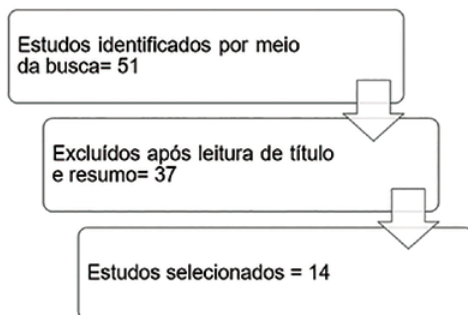 Estudos identificados por meio
da busca= 51
Excluídos após leitura de título
e resumo= 37
Estudos selecionados = 14